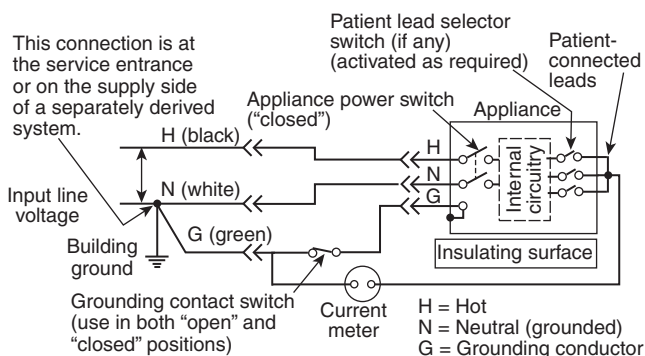 This connection is at
the service entrance
or on the supply side
of a separately derived
system.
Patient lead selector
switch (if any)
(activated as required)
Patient-
connected
leads
Appliance power switch
(“closed”)
Appliance
H (black)
H
N (white)
N
G
Internal
circuitry
Input line
voltage
G (green)
Building
ground
Insulating surface
Grounding contact switch
(use in both “open” and
“closed” positions)
Current
meter
H = Hot
N = Neutral (grounded)
G = Grounding conductor